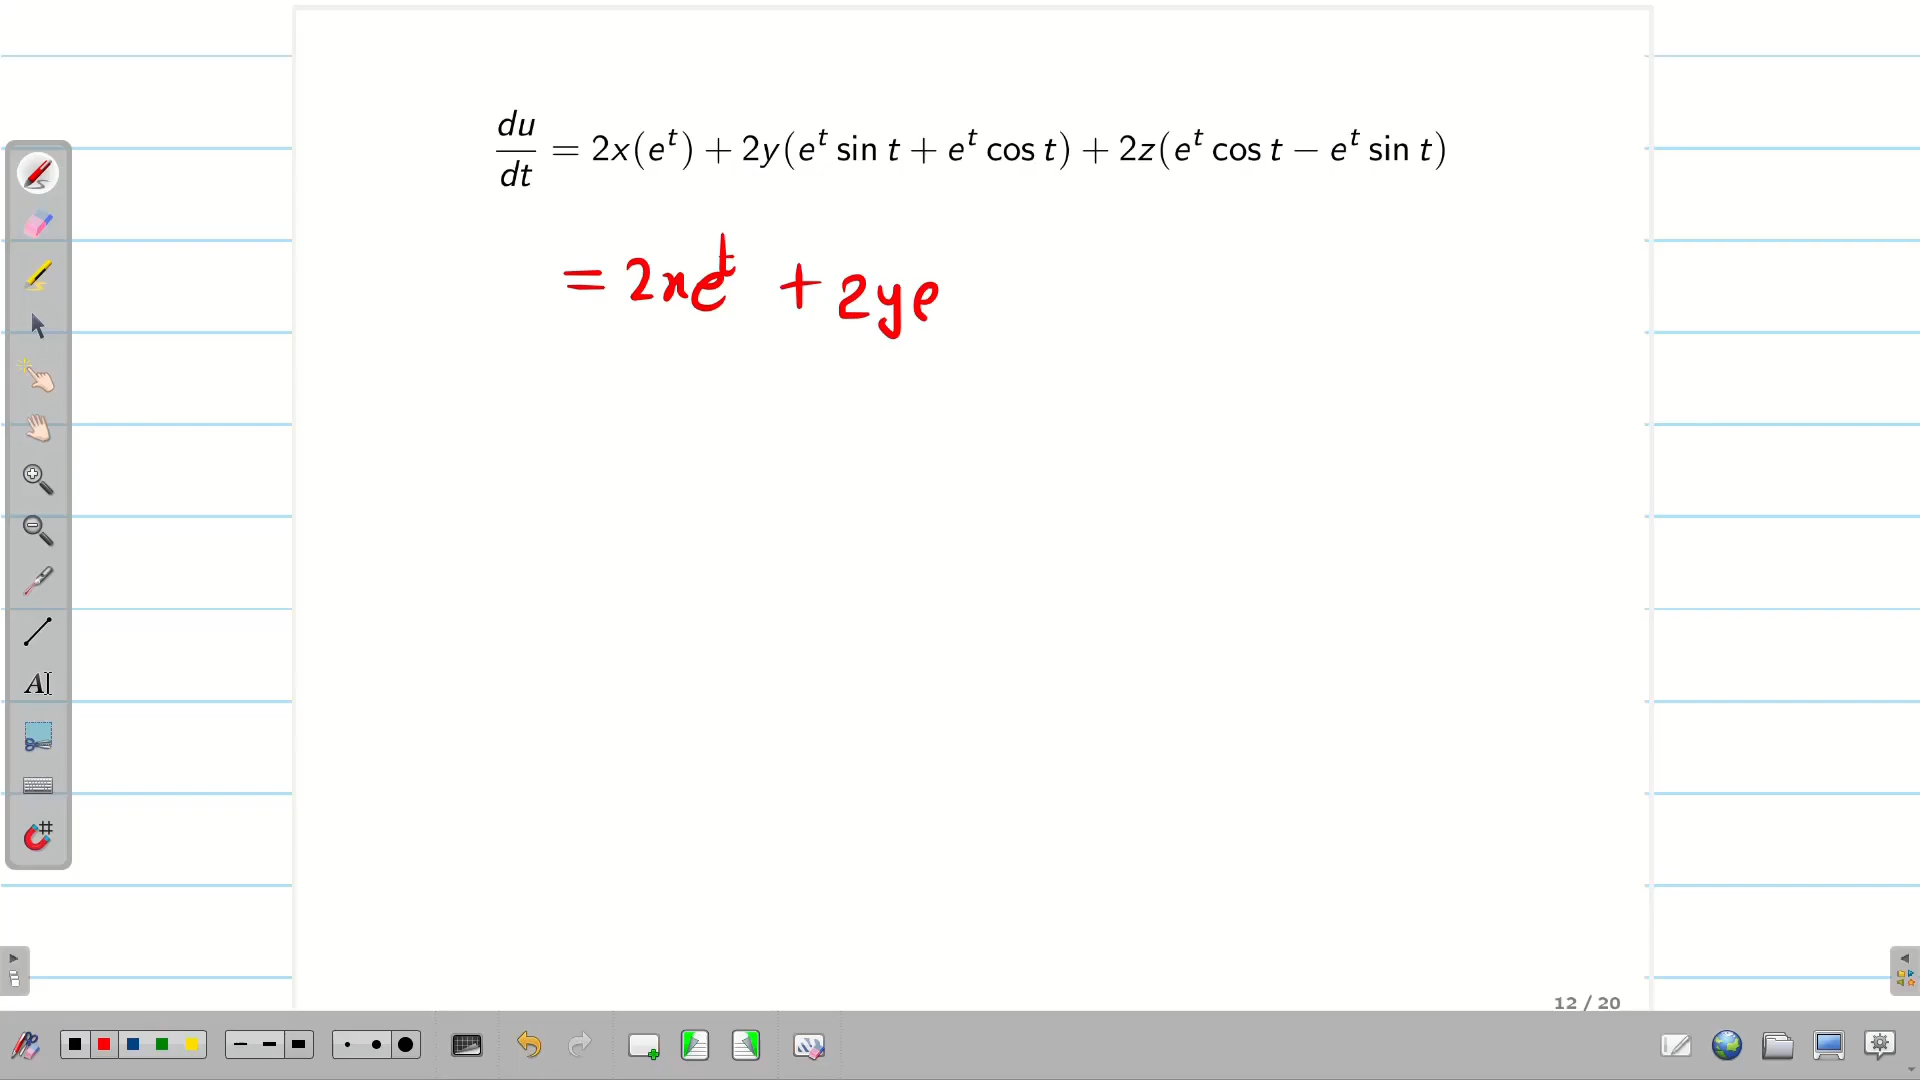 du/dt = 2x(e^t) + 2y(e^t sin t + e^t cos t) + 2z(e^t cos t − e^t sin t)
= 2xe^t + 2ye
12 / 20